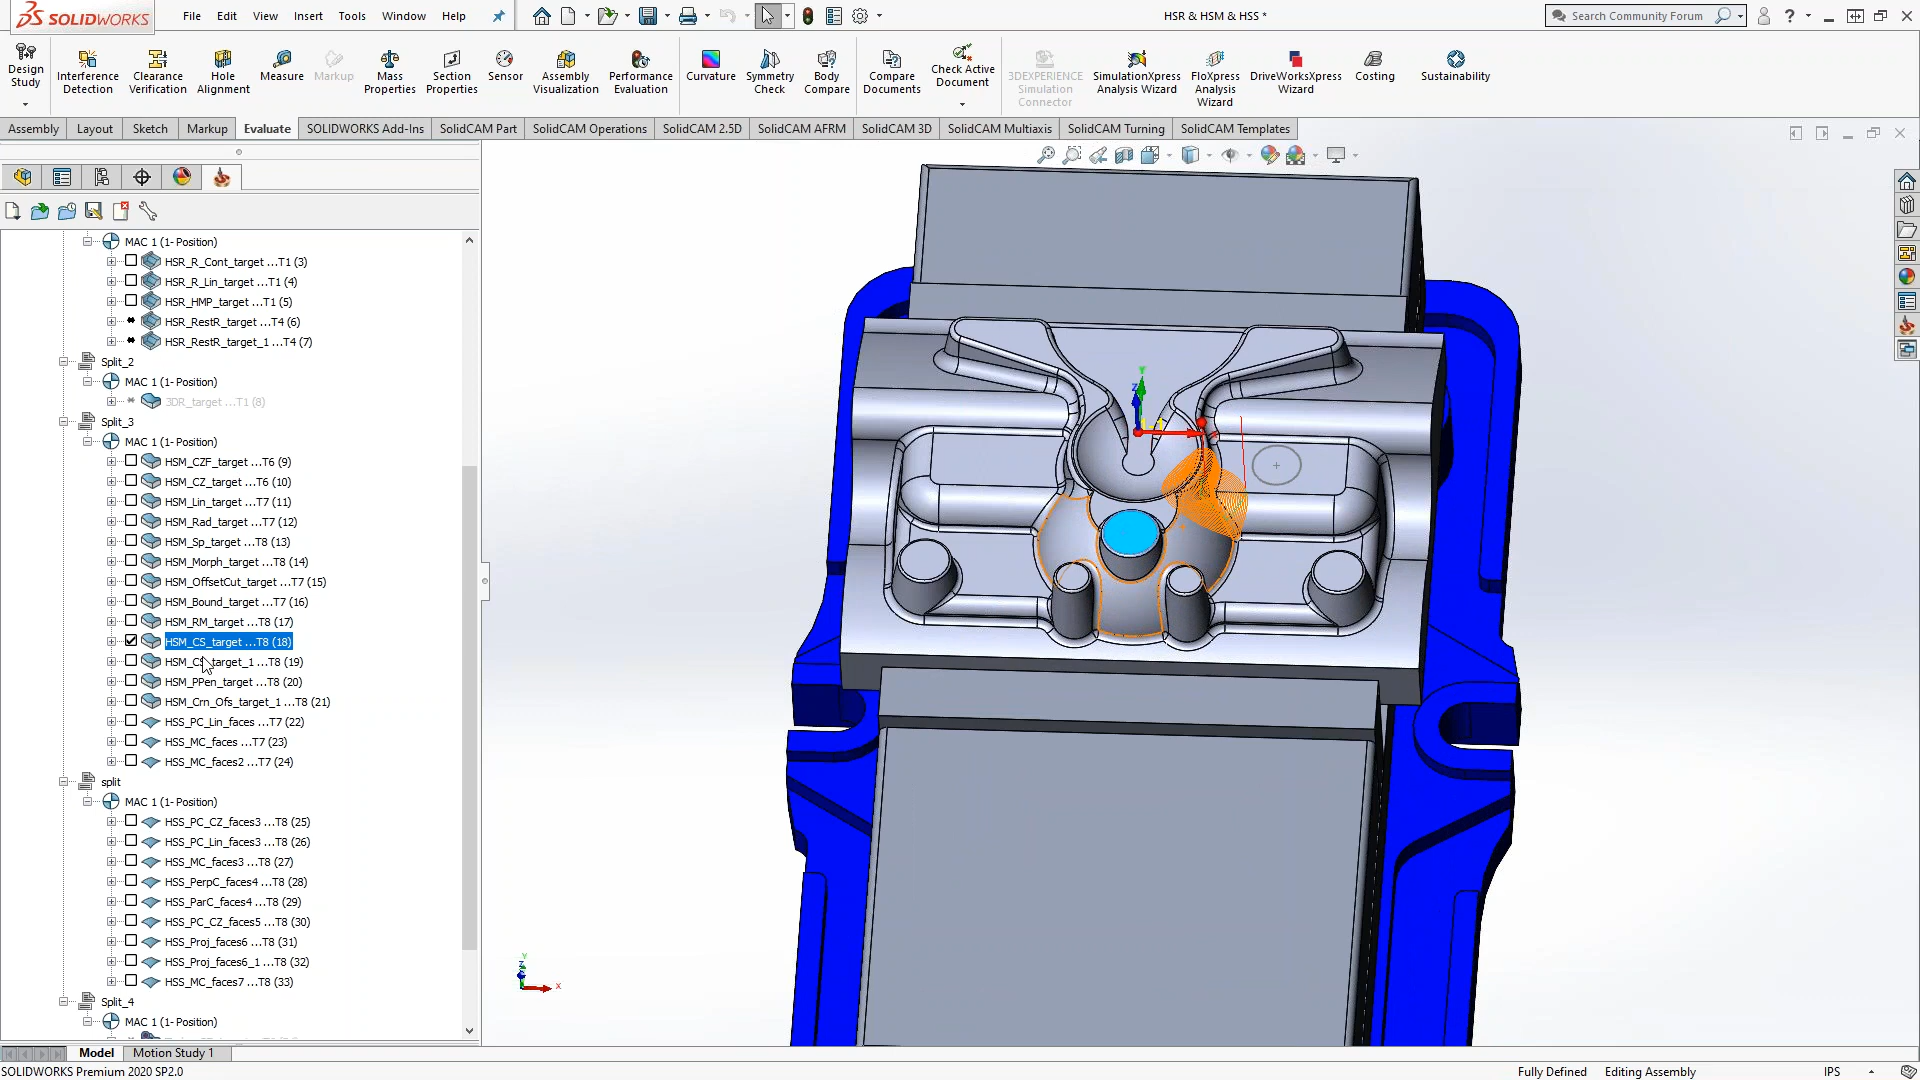 SOLIDWORKS
File Edit View Insert Tools Window Help
HSR & HSM & HSS *
Search Community Forum
Design Study
Interference Detection
Clearance Verification
Hole Alignment
Measure
Markup
Mass Properties
Section Properties
Sensor
Assembly Visualization
Performance Evaluation
Curvature
Symmetry Check
Body Compare
Compare Documents
Check Active Document
3DEXPERIENCE Simulation Connector
SimulationXpress Analysis Wizard
FloXpress Analysis Wizard
DriveWorksXpress Wizard
Costing
Sustainability
Assembly Layout Sketch Markup Evaluate SOLIDWORKS Add-Ins SolidCAM Part SolidCAM Operations SolidCAM 2.5D SolidCAM AFRM SolidCAM 3D SolidCAM Multiaxis SolidCAM Turning SolidCAM Templates
MAC 1 (1- Position)
HSR_R_Cont_target ...T1 (3)
HSR_R_Lin_target ...T1 (4)
HSR_HMP_target ...T1 (5)
HSR_RestR_target ...T4 (6)
HSR_RestR_target_1 ...T4 (7)
Split_2
MAC 1 (1- Position)
3DR_target ...T1 (8)
Split_3
MAC 1 (1- Position)
HSM_CZF_target ...T6 (9)
HSM_CZ_target ...T6 (10)
HSM_Lin_target ...T7 (11)
HSM_Rad_target ...T7 (12)
HSM_Sp_target ...T8 (13)
HSM_Morph_target ...T8 (14)
HSM_OffsetCut_target ...T7 (15)
HSM_Bound_target ...T7 (16)
HSM_RM_target ...T8 (17)
HSM_CS_target ...T8 (18)
HSM_CS_target_1 ...T8 (19)
HSM_PPen_target ...T8 (20)
HSM_Crn_Ofs_target_1 ...T8 (21)
HSS_PC_Lin_faces ...T7 (22)
HSS_MC_faces ...T7 (23)
HSS_MC_faces2 ...T7 (24)
split
MAC 1 (1- Position)
HSS_PC_CZ_faces3 ...T8 (25)
HSS_PC_Lin_faces3 ...T8 (26)
HSS_MC_faces3 ...T8 (27)
HSS_PerpC_faces4 ...T8 (28)
HSS_ParC_faces4 ...T8 (29)
HSS_PC_CZ_faces5 ...T8 (30)
HSS_Proj_faces6 ...T8 (31)
HSS_Proj_faces6_1 ...T8 (32)
HSS_MC_faces7 ...T8 (33)
Split_4
MAC 1 (1- Position)
Y
Z
Y
Z
X
Model Motion Study 1
SOLIDWORKS Premium 2020 SP2.0
Fully Defined Editing Assembly IPS